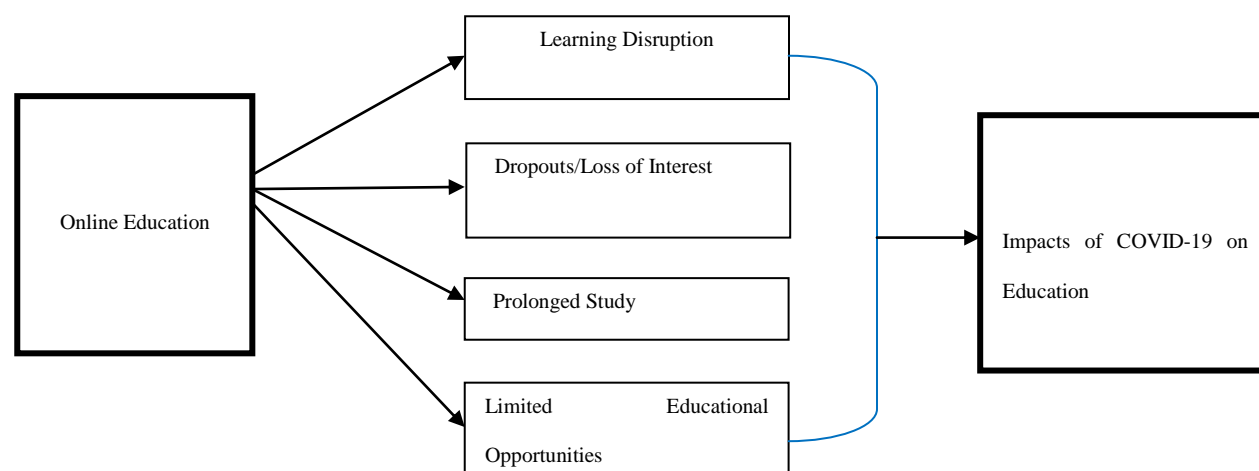 Learning Disruption
Dropouts/Loss of Interest
Online Education
Impacts of COVID-19 on
Education
Prolonged Study
Limited Educational
Opportunities